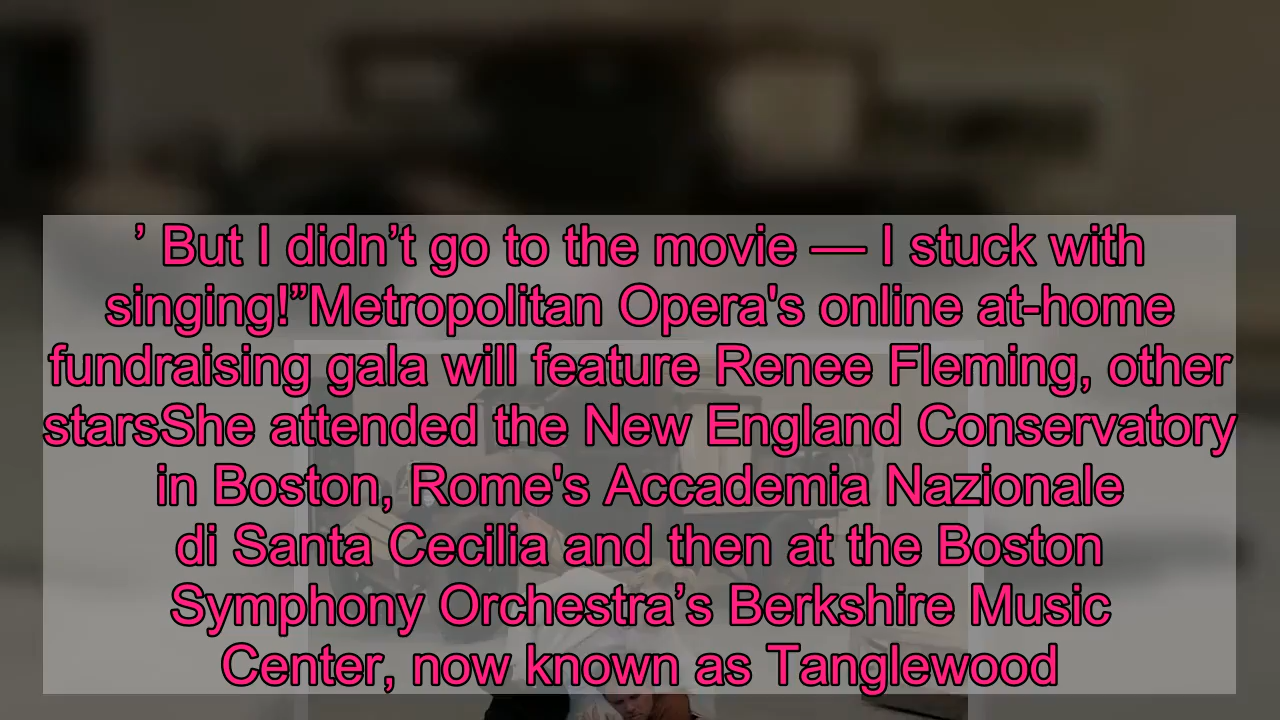 ’ But I didn’t go to the movie — I stuck with
singing!”Metropolitan Opera's online at-home
fundraising gala will feature Renee Fleming, other
starsShe attended the New England Conservatory
in Boston, Rome's Accademia Nazionale
di Santa Cecilia and then at the Boston
Symphony Orchestra’s Berkshire Music
Center, now known as Tanglewood